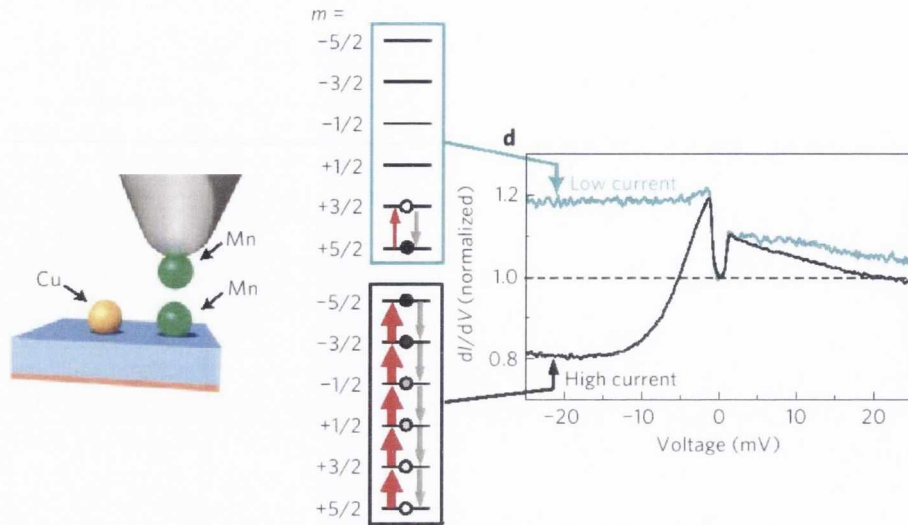 m =
−5/2
−3/2
−1/2
+1/2
+3/2
+5/2
−5/2
−3/2
−1/2
+1/2
+3/2
+5/2
Mn
Cu
Mn
d
Low current
High current
1.2
1.0
0.8
dI/dV (normalized)
−20
−10
0
10
20
Voltage (mV)